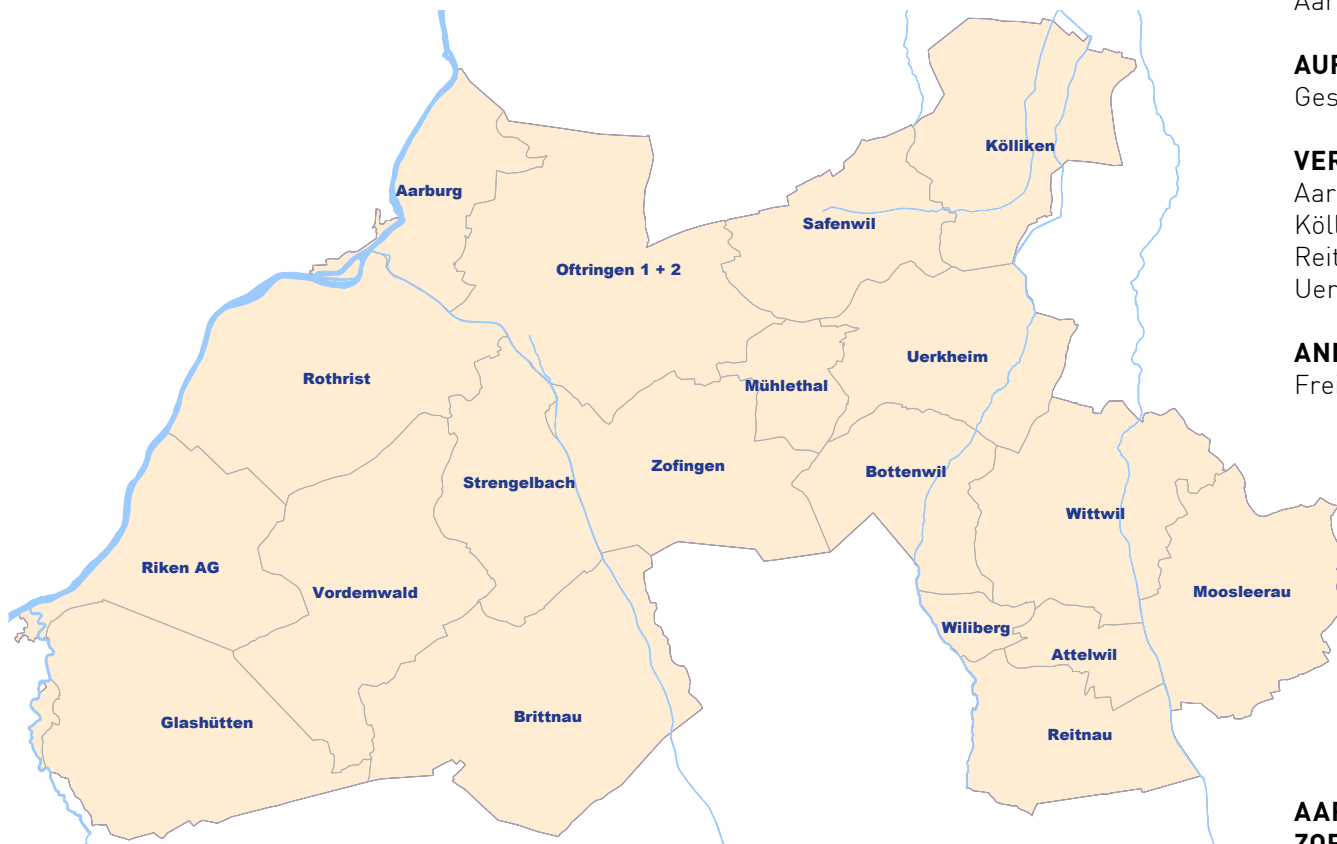 Kölliken
Aarburg
Safenwil
Oftringen 1 + 2
Uerkheim
Rothrist
Mühlethal
Zofingen
Bottenwil
Strengelbach
Wittwil
Riken AG
Vordemwald
Moosleerau
Wiliberg
Attelwil
Glashütten
Brittnau
Reitnau